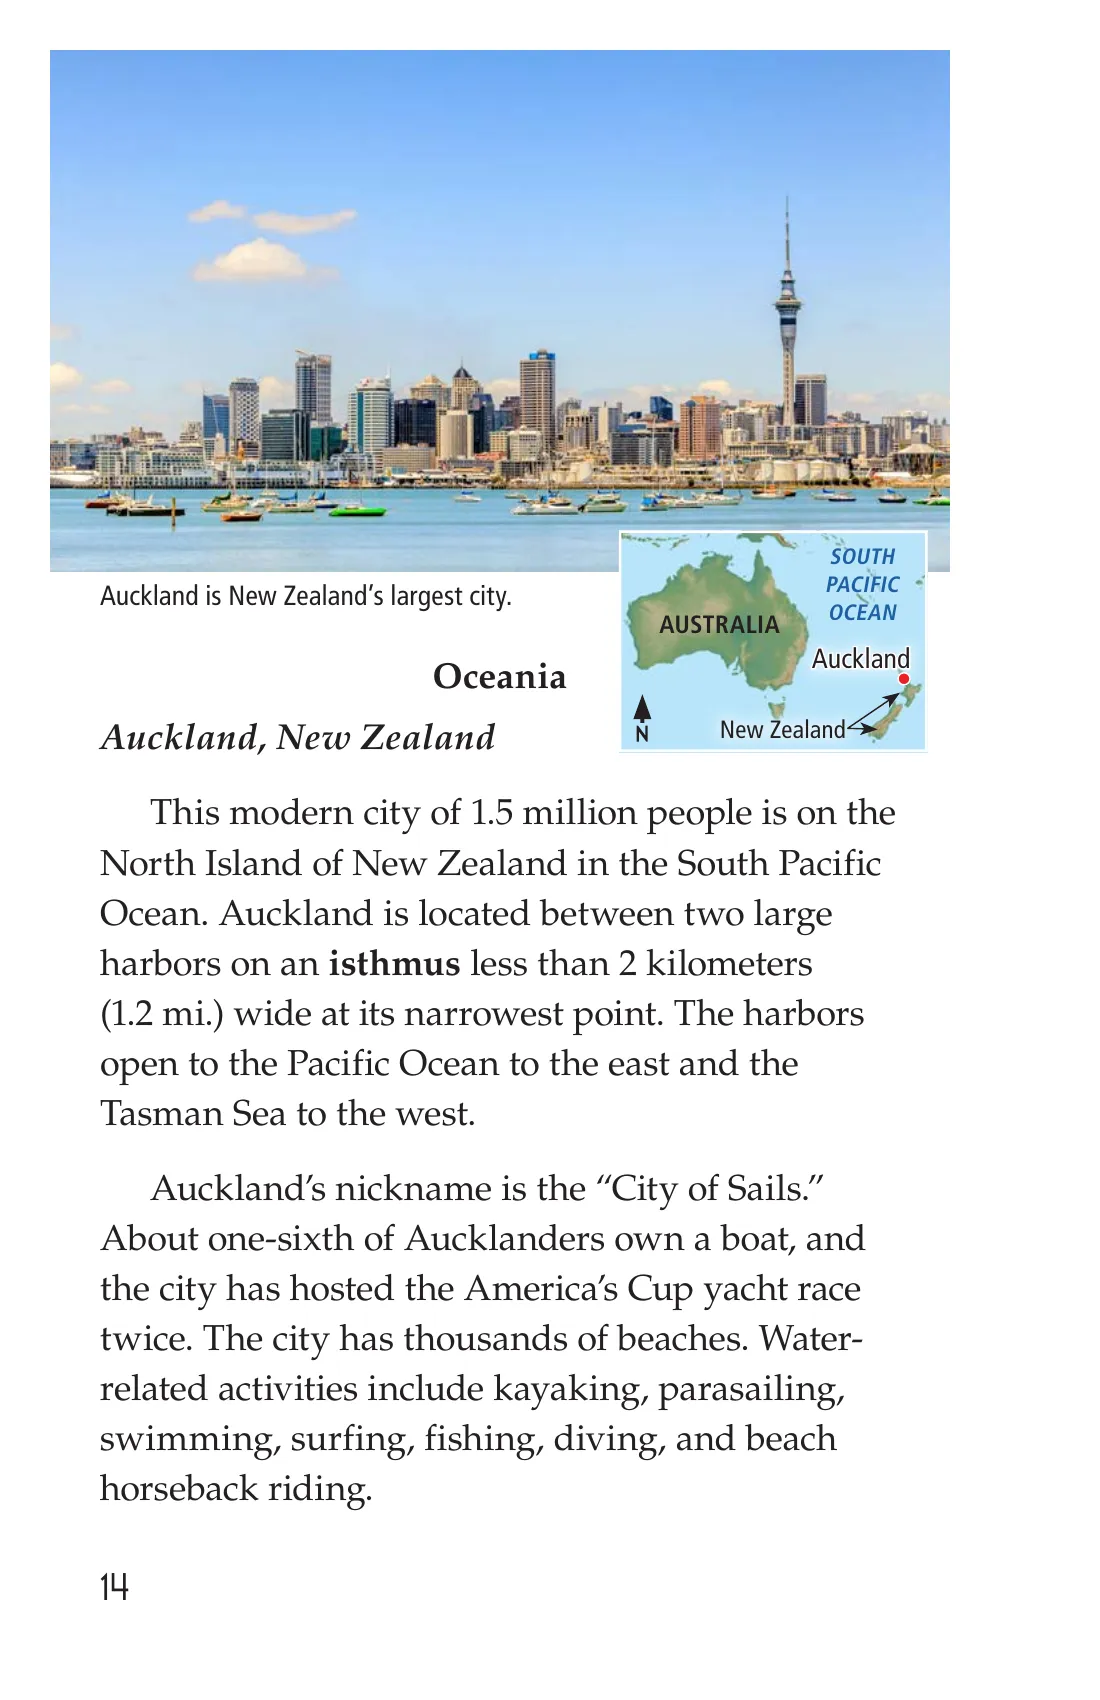 Auckland is New Zealand’s largest city.
SOUTH
PACIFIC
OCEAN
AUSTRALIA
Auckland
New Zealand
N
Oceania
Auckland, New Zealand
This modern city of 1.5 million people is on the
North Island of New Zealand in the South Pacific
Ocean. Auckland is located between two large
harbors on an isthmus less than 2 kilometers
(1.2 mi.) wide at its narrowest point. The harbors
open to the Pacific Ocean to the east and the
Tasman Sea to the west.
Auckland’s nickname is the “City of Sails.”
About one-sixth of Aucklanders own a boat, and
the city has hosted the America’s Cup yacht race
twice. The city has thousands of beaches. Water-
related activities include kayaking, parasailing,
swimming, surfing, fishing, diving, and beach
horseback riding.
14